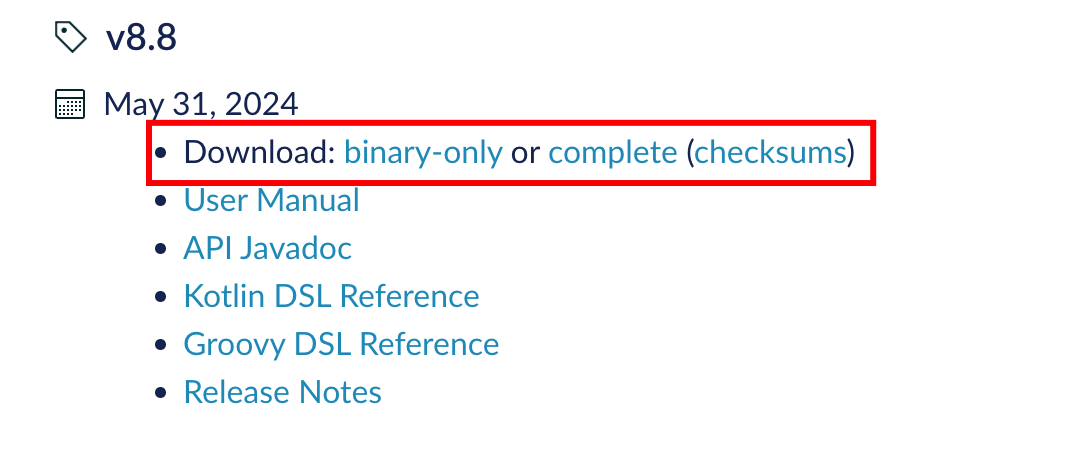 v8.8
May 31, 2024
• Download: binary-only or complete (checksums)
• User Manual
• API Javadoc
• Kotlin DSL Reference
• Groovy DSL Reference
• Release Notes